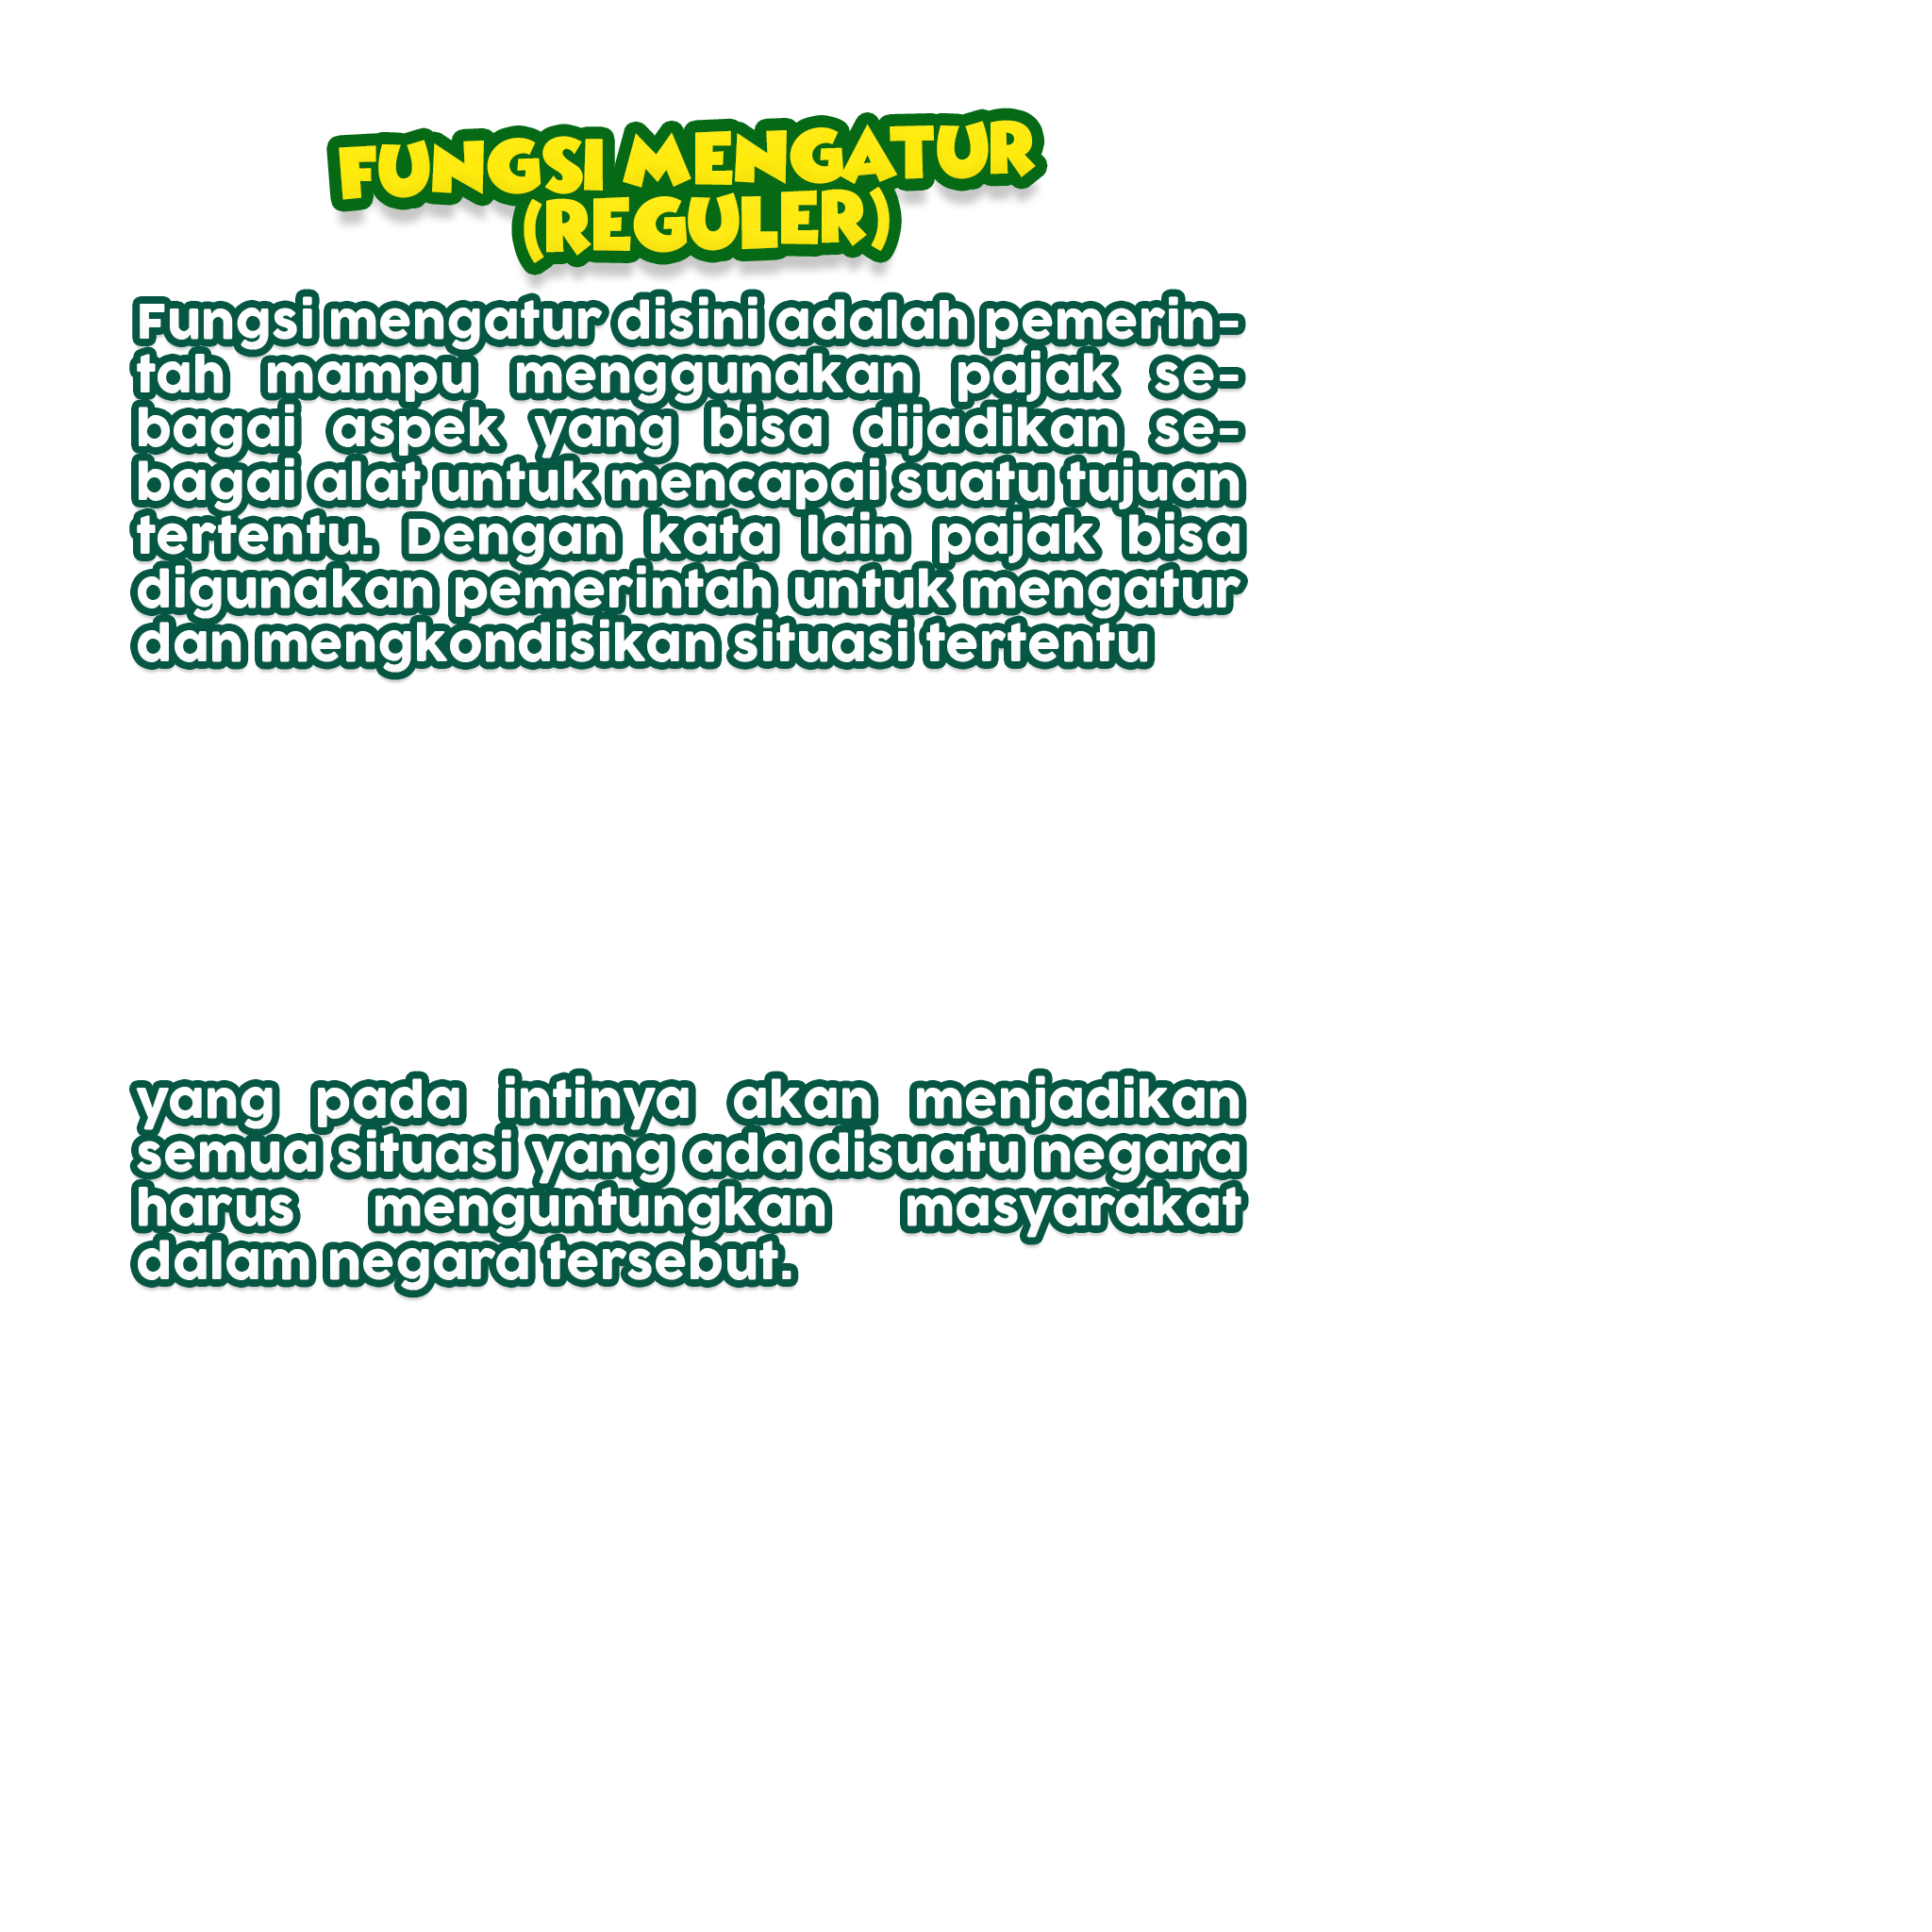 FUNGSI MENGATUR
(REGULER)
Fungsi mengatur disini adalah pemerin-
tah mampu menggunakan pajak se-
bagai aspek yang bisa dijadikan se-
bagai alat untuk mencapai suatu tujuan
tertentu. Dengan kata lain pajak bisa
digunakan pemerintah untuk mengatur
dan mengkondisikan situasi tertentu
yang pada intinya akan menjadikan
semua situasi yang ada disuatu negara
harus menguntungkan masyarakat
dalam negara tersebut.